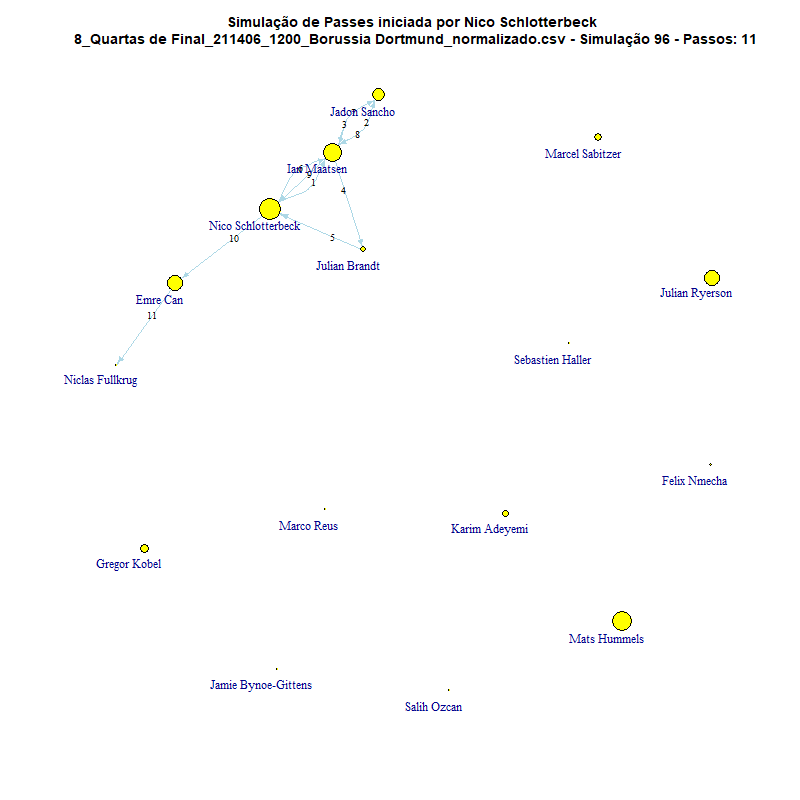 Simulação de Passes iniciada por Nico Schlotterbeck
8_Quartas de Final_211406_1200_Borussia Dortmund_normalizado.csv - Simulação 96 - Passos: 11
Jadon Sancho
3
2
8
Marcel Sabitzer
Ian Maatsen
9
1
4
Nico Schlotterbeck
10
5
Julian Brandt
Emre Can
Julian Ryerson
11
Sebastien Haller
Niclas Fullkrug
Felix Nmecha
Marco Reus
Karim Adeyemi
Gregor Kobel
Mats Hummels
Jamie Bynoe-Gittens
Salih Ozcan